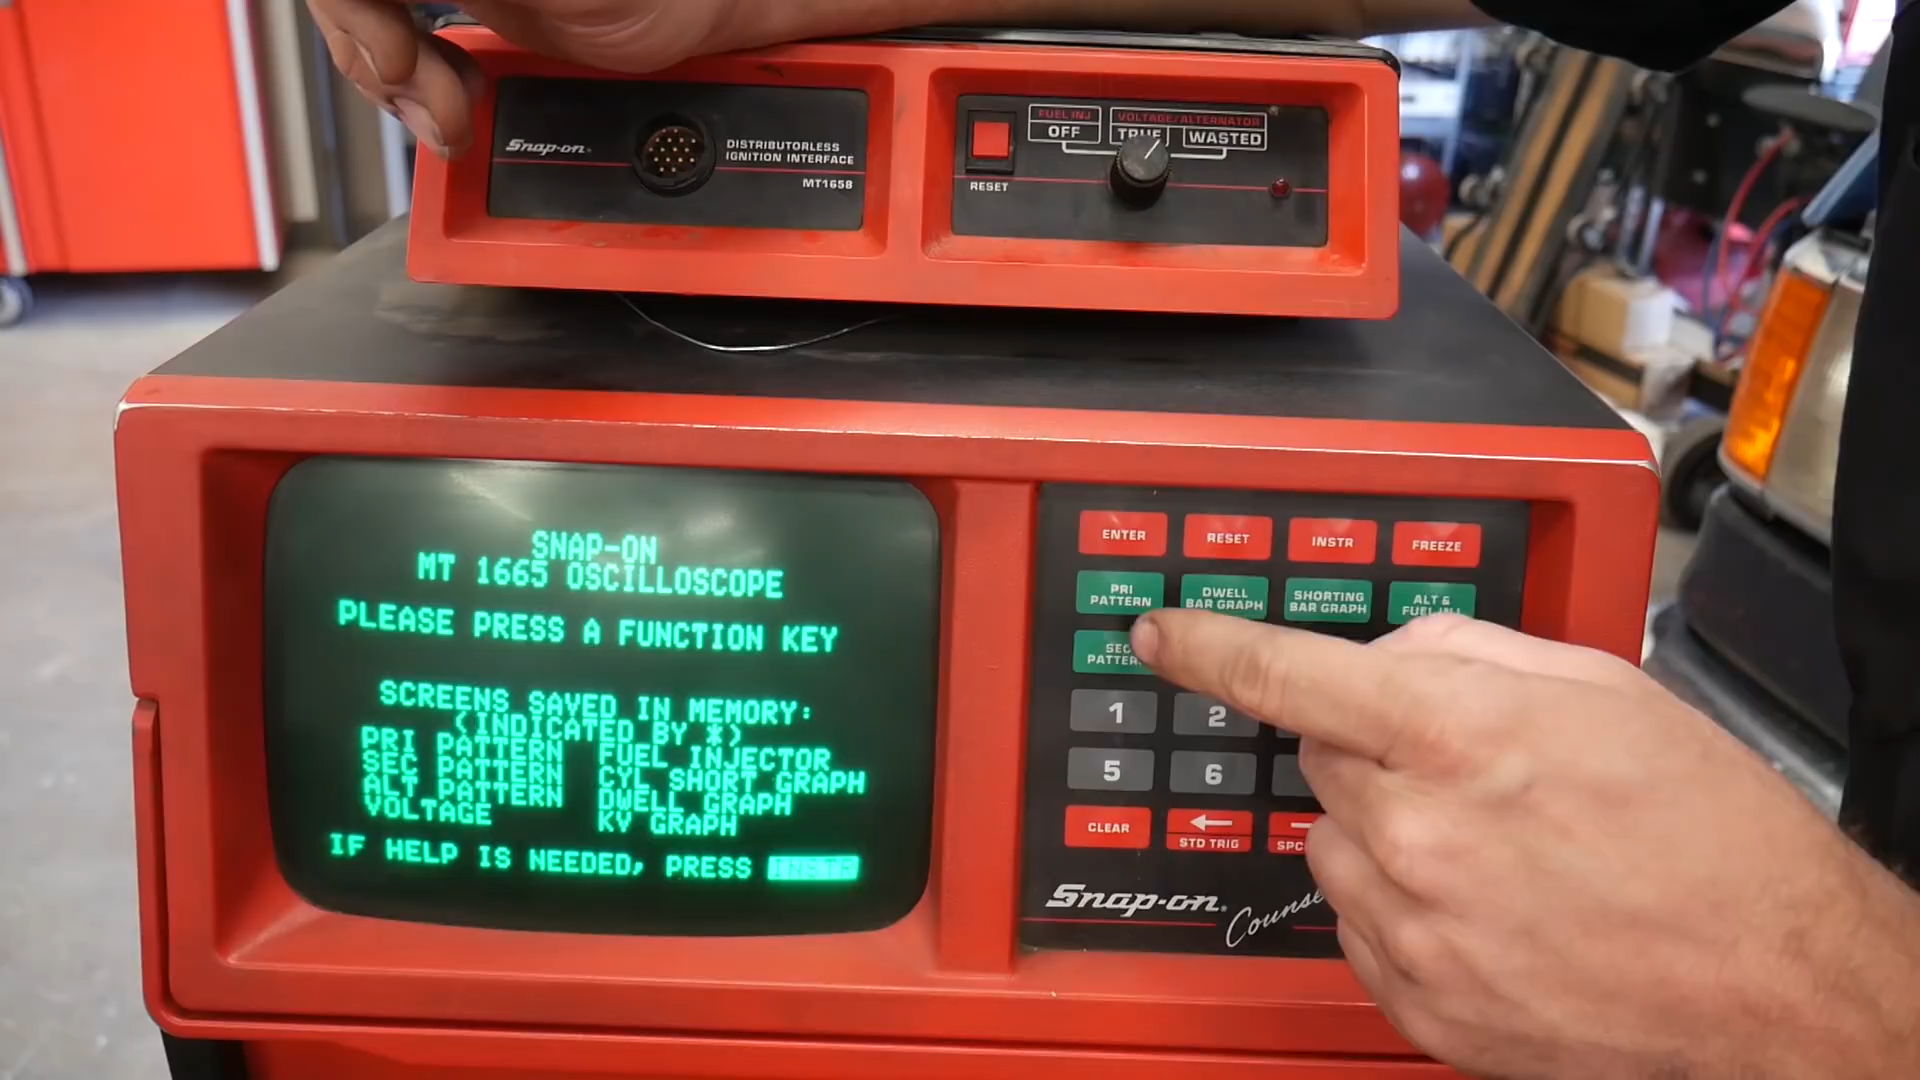 Snap-on
DISTRIBUTORLESS
IGNITION INTERFACE
MT1658
RESET
FUEL INJ
OFF
VOLTAGE/ALTERNATOR
TRUE
WASTED
SNAP-ON
MT 1665 OSCILLOSCOPE
PLEASE PRESS A FUNCTION KEY
SCREENS SAVED IN MEMORY:
(INDICATED BY *)
PRI PATTERN FUEL INJECTOR
SEC PATTERN CYL SHORT GRAPH
ALT PATTERN DWELL GRAPH
VOLTAGE KV GRAPH
IF HELP IS NEEDED, PRESS INSTR
ENTER
RESET
INSTR
FREEZE
PRI
PATTERN
DWELL
BAR GRAPH
SHORTING
BAR GRAPH
ALT &
FUEL INJ
SEC
PATTERN
1
2
5
6
CLEAR
STD TRIG
Snap-on